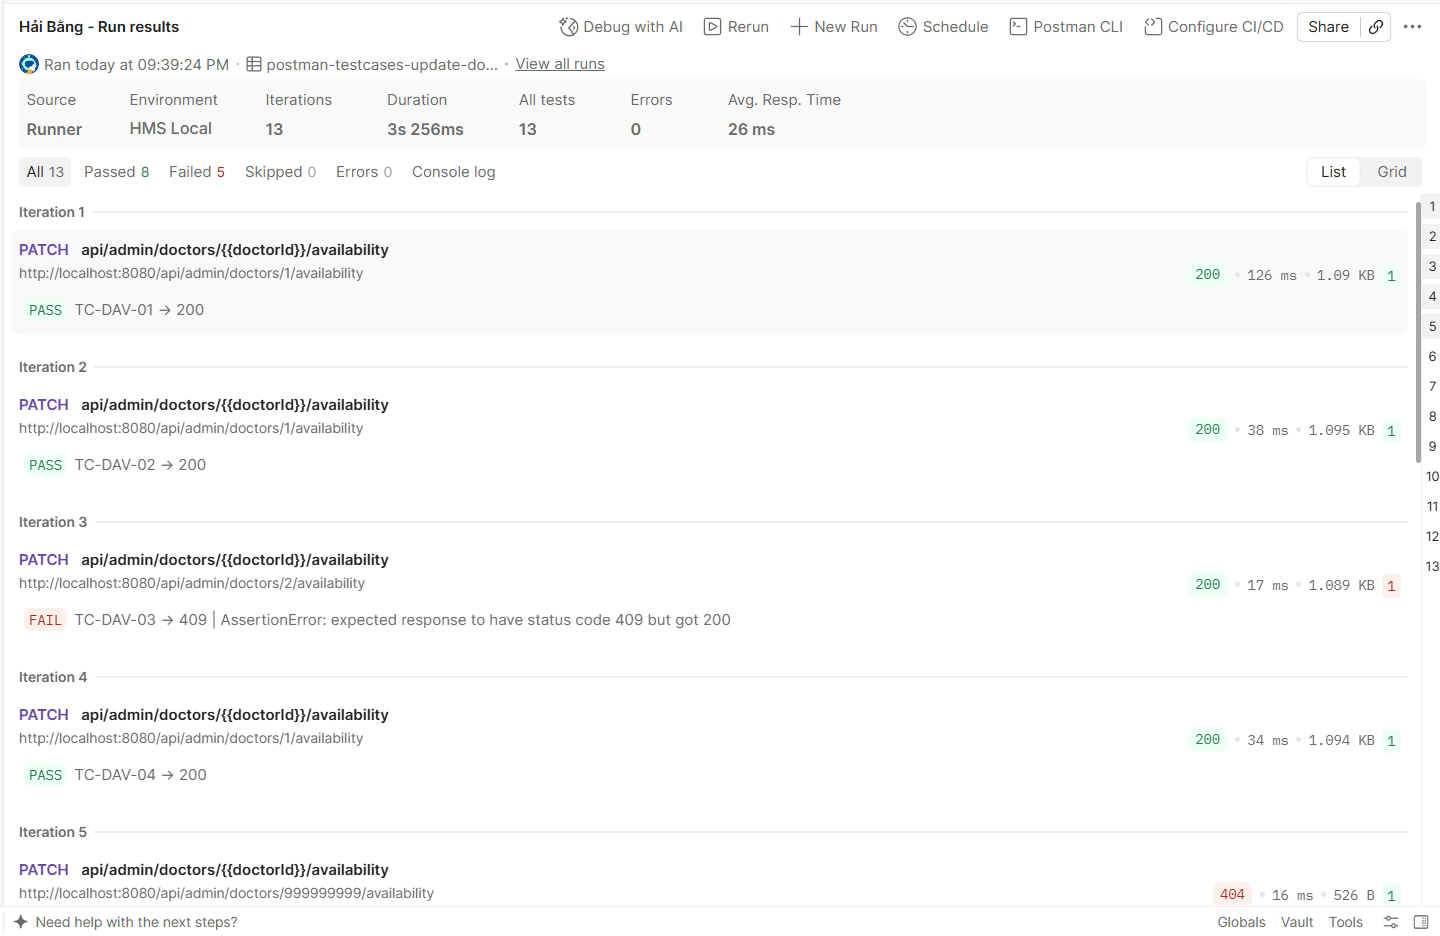 Hải Bằng - Run results
Debug with AI Rerun New Run Schedule Postman CLI Configure CI/CD Share
Ran today at 09:39:24 PM · postman-testcases-update-do... · View all runs
Source Environment Iterations Duration All tests Errors Avg. Resp. Time
Runner HMS Local 13 3s 256ms 13 0 26 ms
All 13 Passed 8 Failed 5 Skipped 0 Errors 0 Console log List Grid
Iteration 1
PATCH api/admin/doctors/{{doctorId}}/availability
http://localhost:8080/api/admin/doctors/1/availability
200 • 126 ms • 1.09 KB 1
PASS TC-DAV-01 → 200
Iteration 2
PATCH api/admin/doctors/{{doctorId}}/availability
http://localhost:8080/api/admin/doctors/1/availability
200 • 38 ms • 1.095 KB 1
PASS TC-DAV-02 → 200
Iteration 3
PATCH api/admin/doctors/{{doctorId}}/availability
http://localhost:8080/api/admin/doctors/2/availability
200 • 17 ms • 1.089 KB 1
FAIL TC-DAV-03 → 409 | AssertionError: expected response to have status code 409 but got 200
Iteration 4
PATCH api/admin/doctors/{{doctorId}}/availability
http://localhost:8080/api/admin/doctors/1/availability
200 • 34 ms • 1.094 KB 1
PASS TC-DAV-04 → 200
Iteration 5
PATCH api/admin/doctors/{{doctorId}}/availability
http://localhost:8080/api/admin/doctors/999999999/availability
404 • 16 ms • 526 B 1
1
2
3
4
5
6
7
8
9
10
11
12
13
Need help with the next steps? Globals Vault Tools